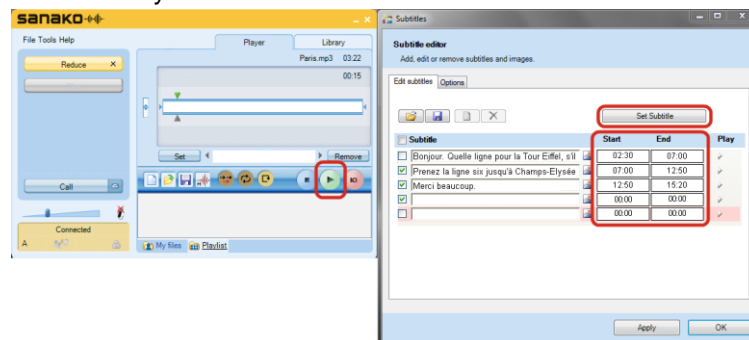 sanako
File Tools Help
Reduce ×
Call
Connected
A
Player Library
Paris.mp3 03:22
00:15
Set Remove
My files Playlist
Subtitles
Subtitle editor
Add, edit or remove subtitles and images.
Edit subtitles Options
Set Subtitle
Subtitle Start End Play
Bonjour. Quelle ligne pour la Tour Eiffel, s'il 02:30 07:00
Prenez la ligne six jusqu'à Champs-Elysée 07:00 12:50
Merci beaucoup. 12:50 15:20
00:00 00:00
00:00 00:00
Apply OK